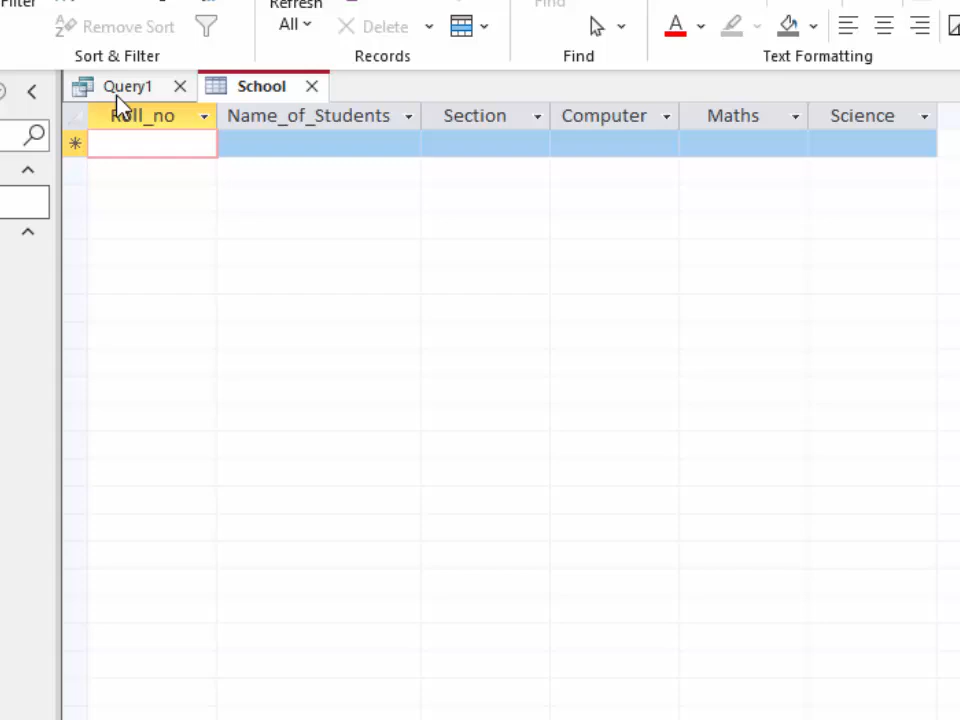 Filter
Remove Sort
Sort & Filter
Refresh
All
Delete
Records
Find
Find
A
Text Formatting
Query1
School
Roll_no
Name_of_Students
Section
Computer
Maths
Science